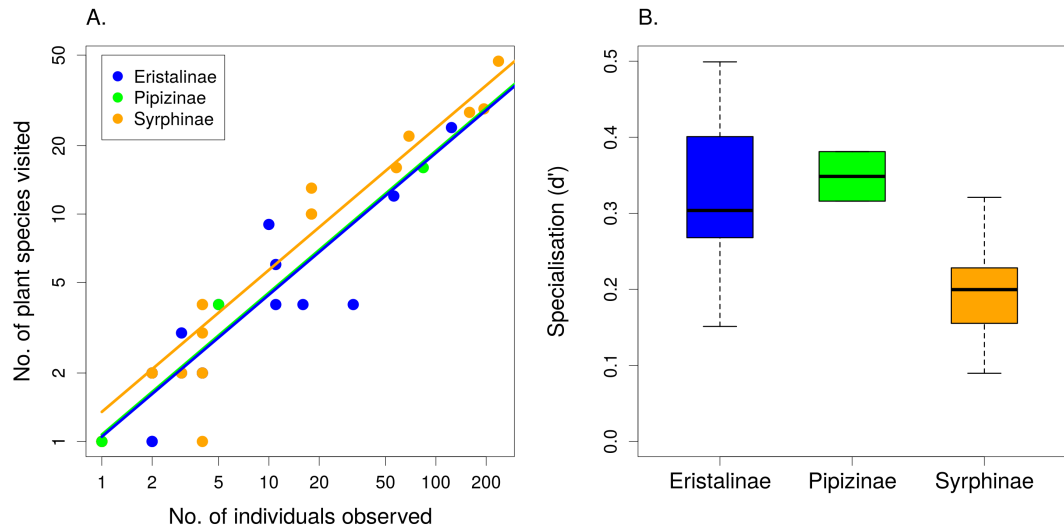 A.
No. of plant species visited
50
20
10
5
2
1
Eristalinae
Pipizinae
Syrphinae
1 2 5 10 20 50 100 200
No. of individuals observed
B.
Specialisation (d')
0.5
0.4
0.3
0.2
0.1
0.0
Eristalinae Pipizinae Syrphinae